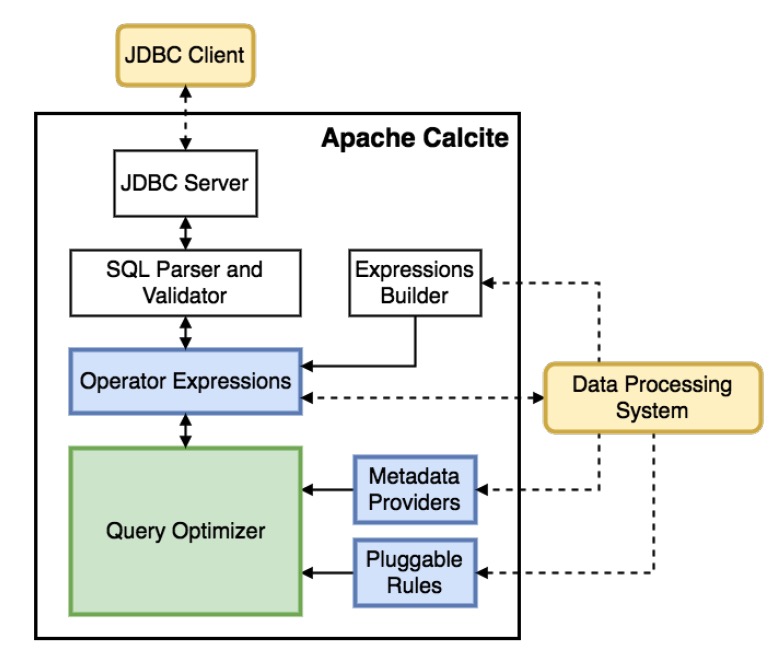 JDBC Client
Apache Calcite
JDBC Server
SQL Parser and
Validator
Expressions
Builder
Operator Expressions
Data Processing
System
Query Optimizer
Metadata
Providers
Pluggable
Rules